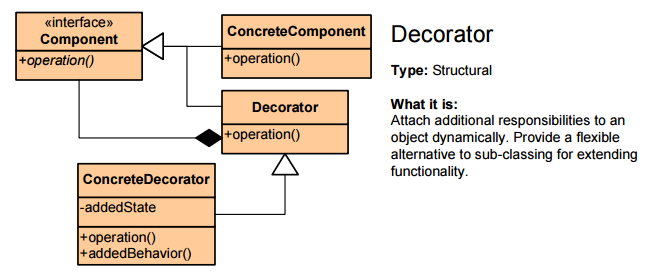 «interface»
Component
+operation()
ConcreteComponent
+operation()
Decorator
+operation()
ConcreteDecorator
-addedState
+operation()
+addedBehavior()
Decorator
Type: Structural
What it is:
Attach additional responsibilities to an
object dynamically. Provide a flexible
alternative to sub-classing for extending
functionality.